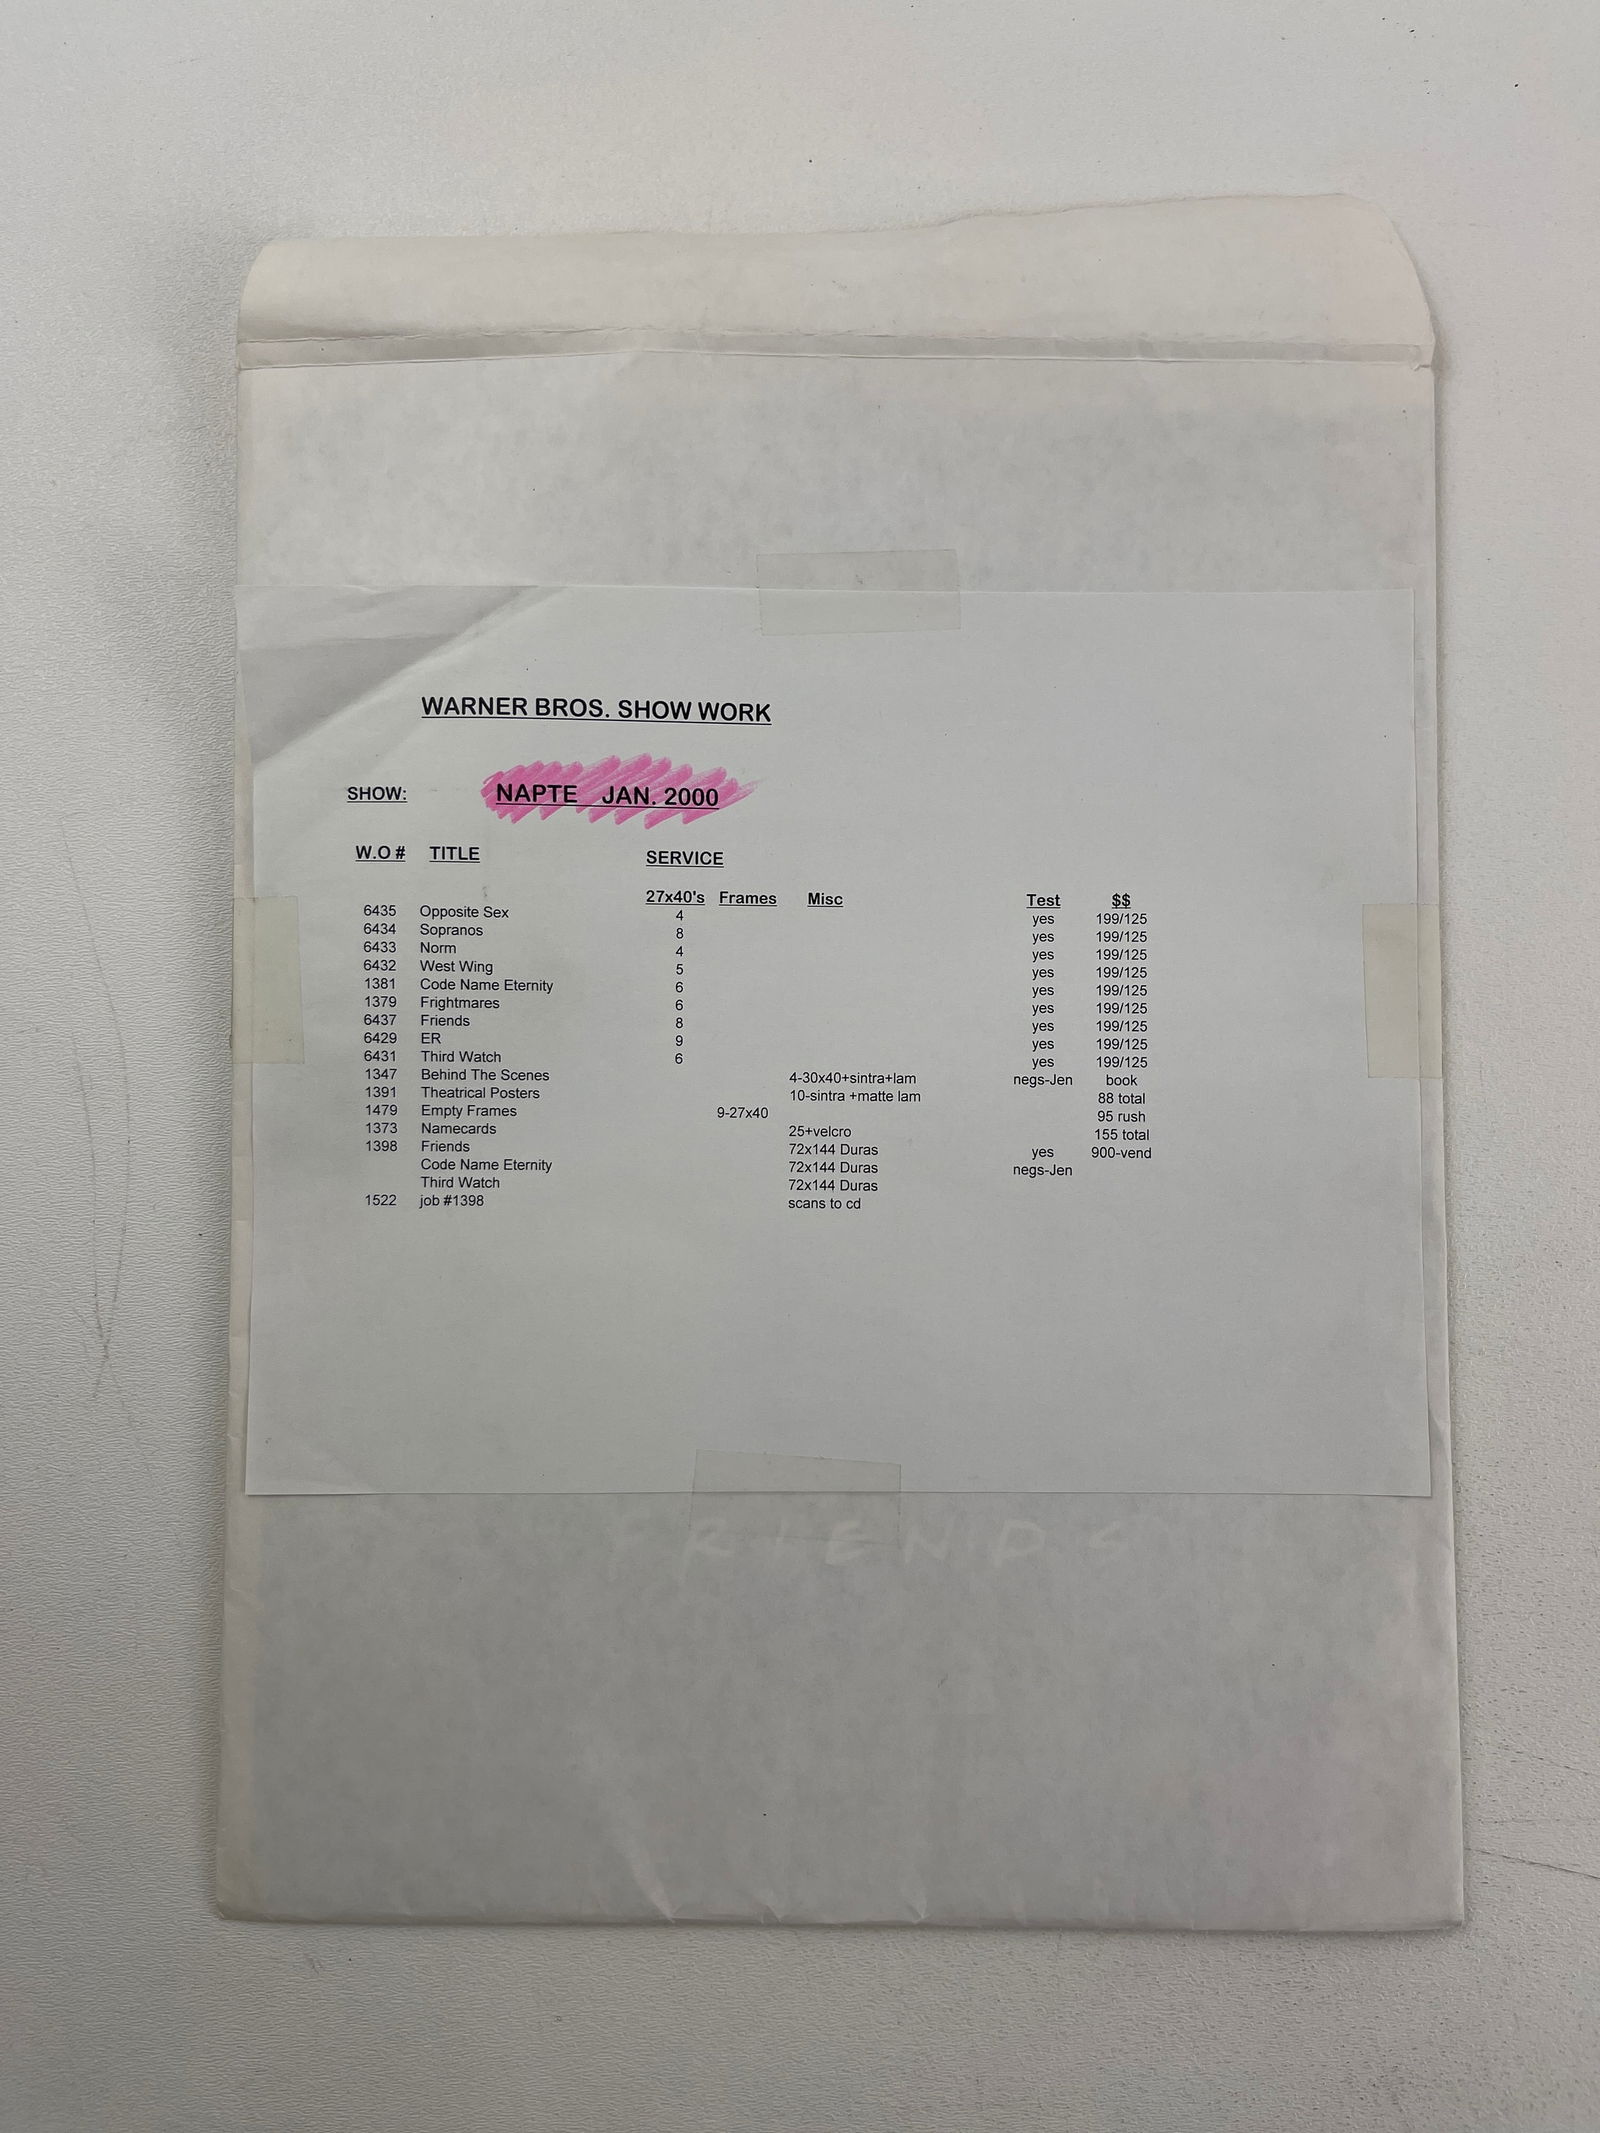 WARNER BROS. SHOW WORK
SHOW: NAPTE JAN. 2000
W.O # TITLE SERVICE
27x40's Frames Misc Test $$
6435 Opposite Sex 4 yes 199/125
6434 Sopranos 8 yes 199/125
6433 Norm 4 yes 199/125
6432 West Wing 5 yes 199/125
1381 Code Name Eternity 6 yes 199/125
1379 Frightmares 6 yes 199/125
6437 Friends 8 yes 199/125
6429 ER 9 yes 199/125
6431 Third Watch 6 yes 199/125
1347 Behind The Scenes 4-30x40+sintra+lam negs-Jen book
1391 Theatrical Posters 10-sintra +matte lam 88 total
1479 Empty Frames 9-27x40 95 rush
1373 Namecards 25+velcro 155 total
1398 Friends 72x144 Duras yes 900-vend
Code Name Eternity 72x144 Duras negs-Jen
Third Watch 72x144 Duras
1522 job #1398 scans to cd
FRIENDS